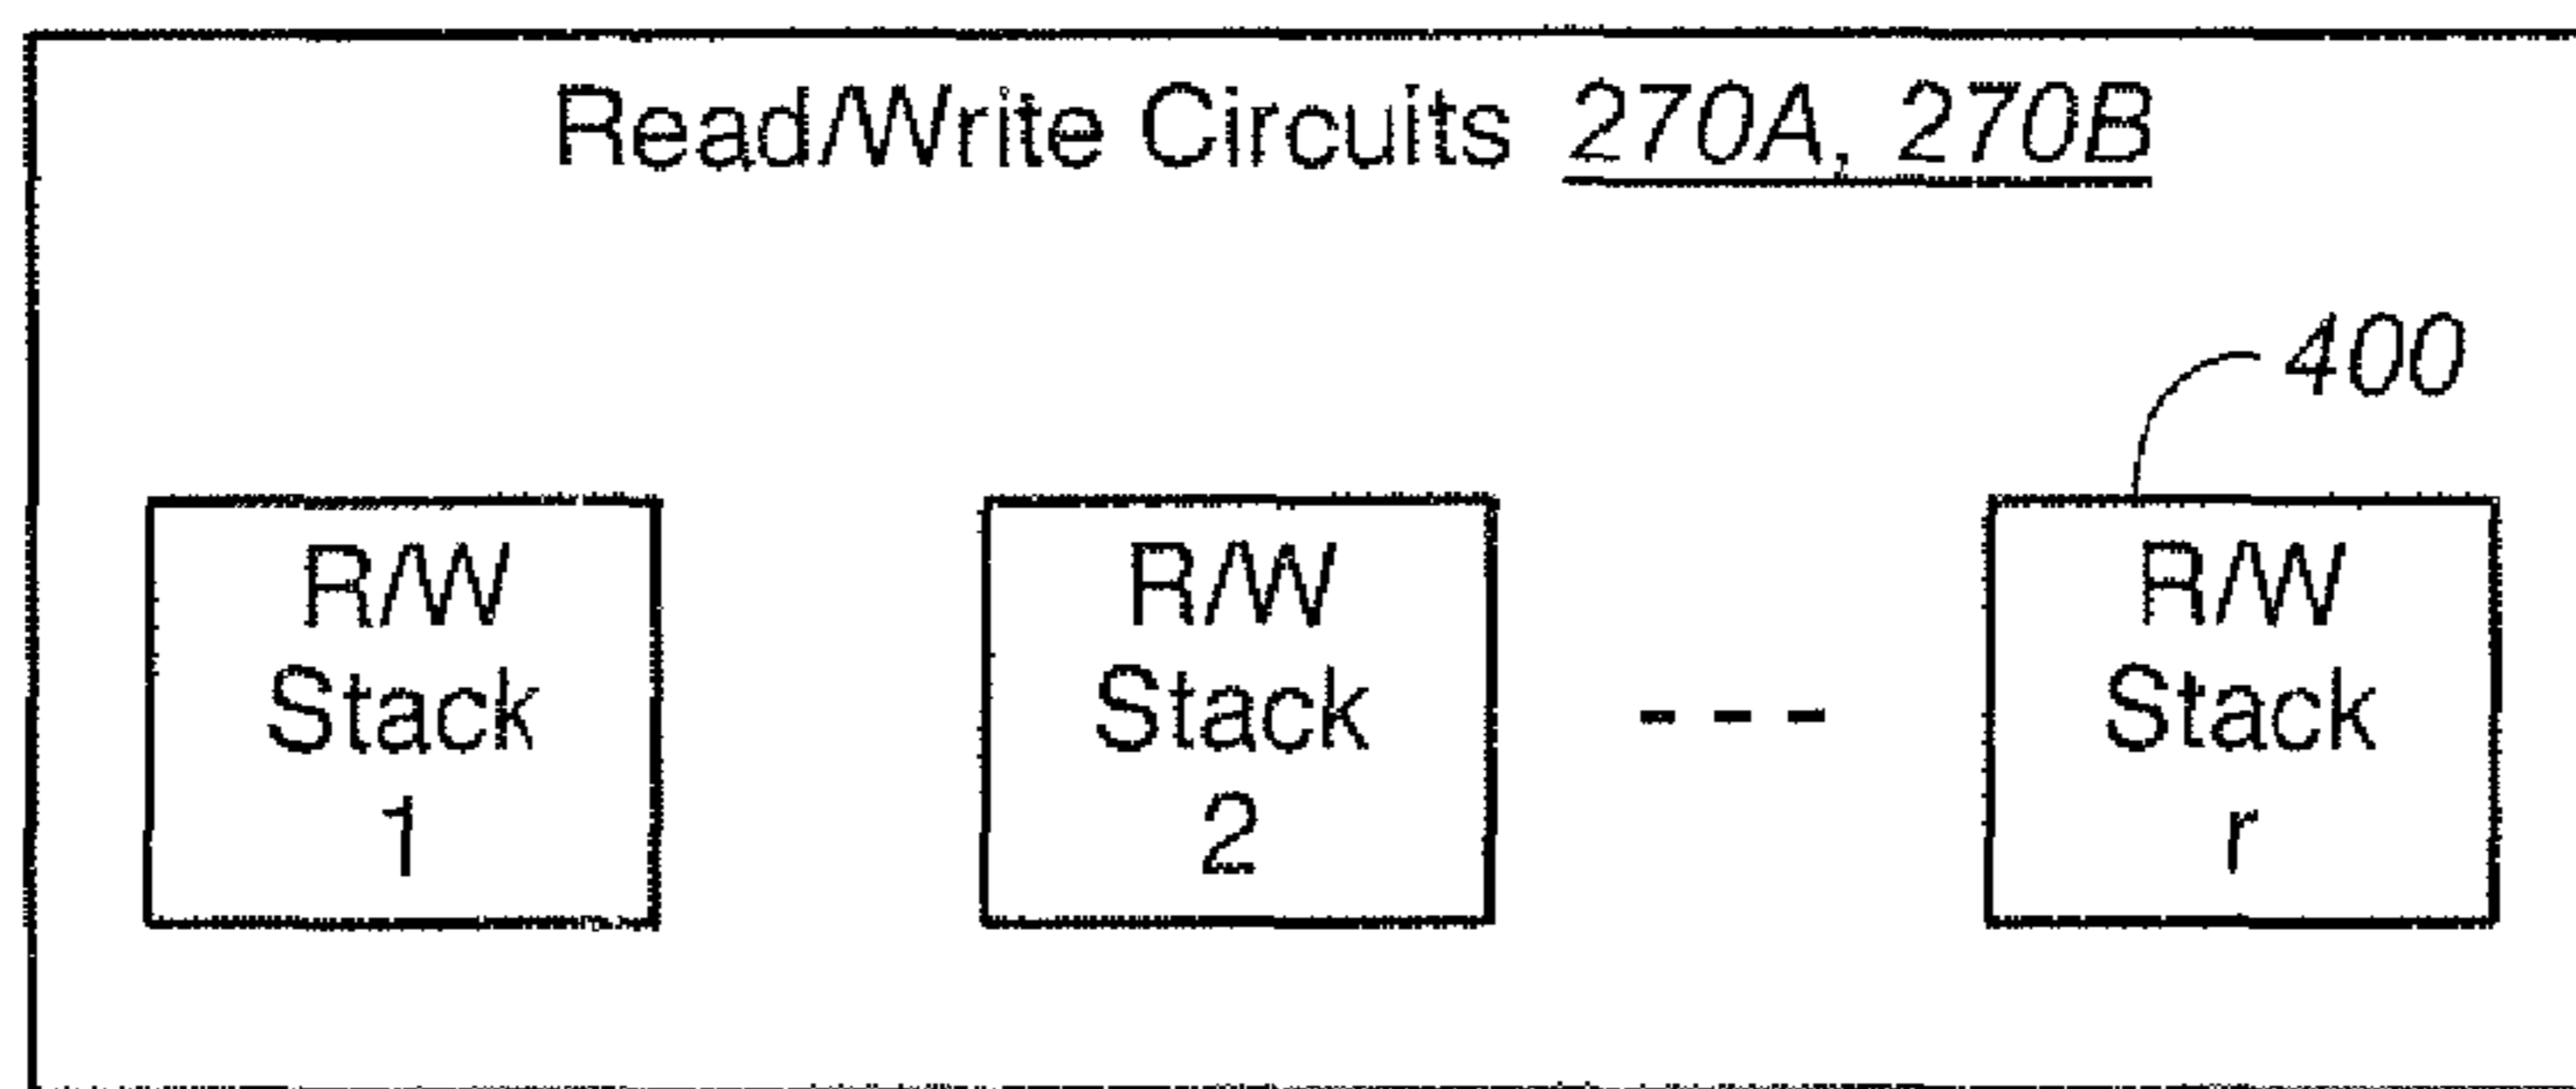 Read/Write Circuits 270A, 270B
400
R/W
Stack
1
R/W
Stack
2
---
R/W
Stack
r